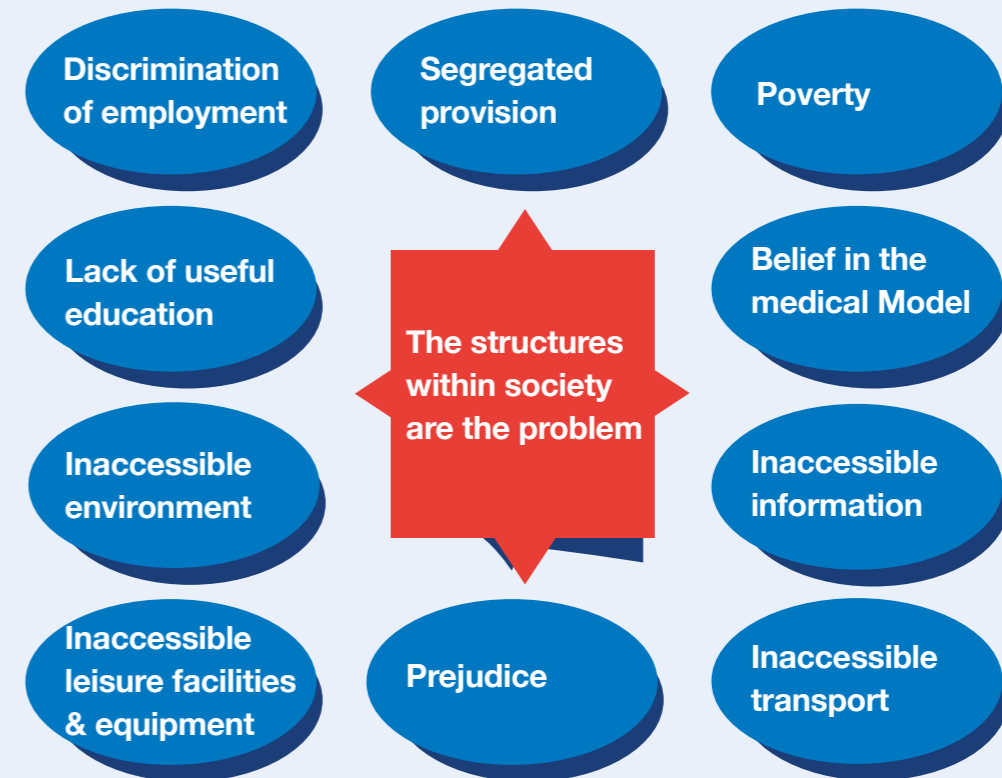 Discrimination
of employment
Segregated
provision
Poverty
Lack of useful
education
The structures
within society
are the problem
Belief in the
medical Model
Inaccessible
environment
Inaccessible
information
Inaccessible
leisure facilities
& equipment
Prejudice
Inaccessible
transport